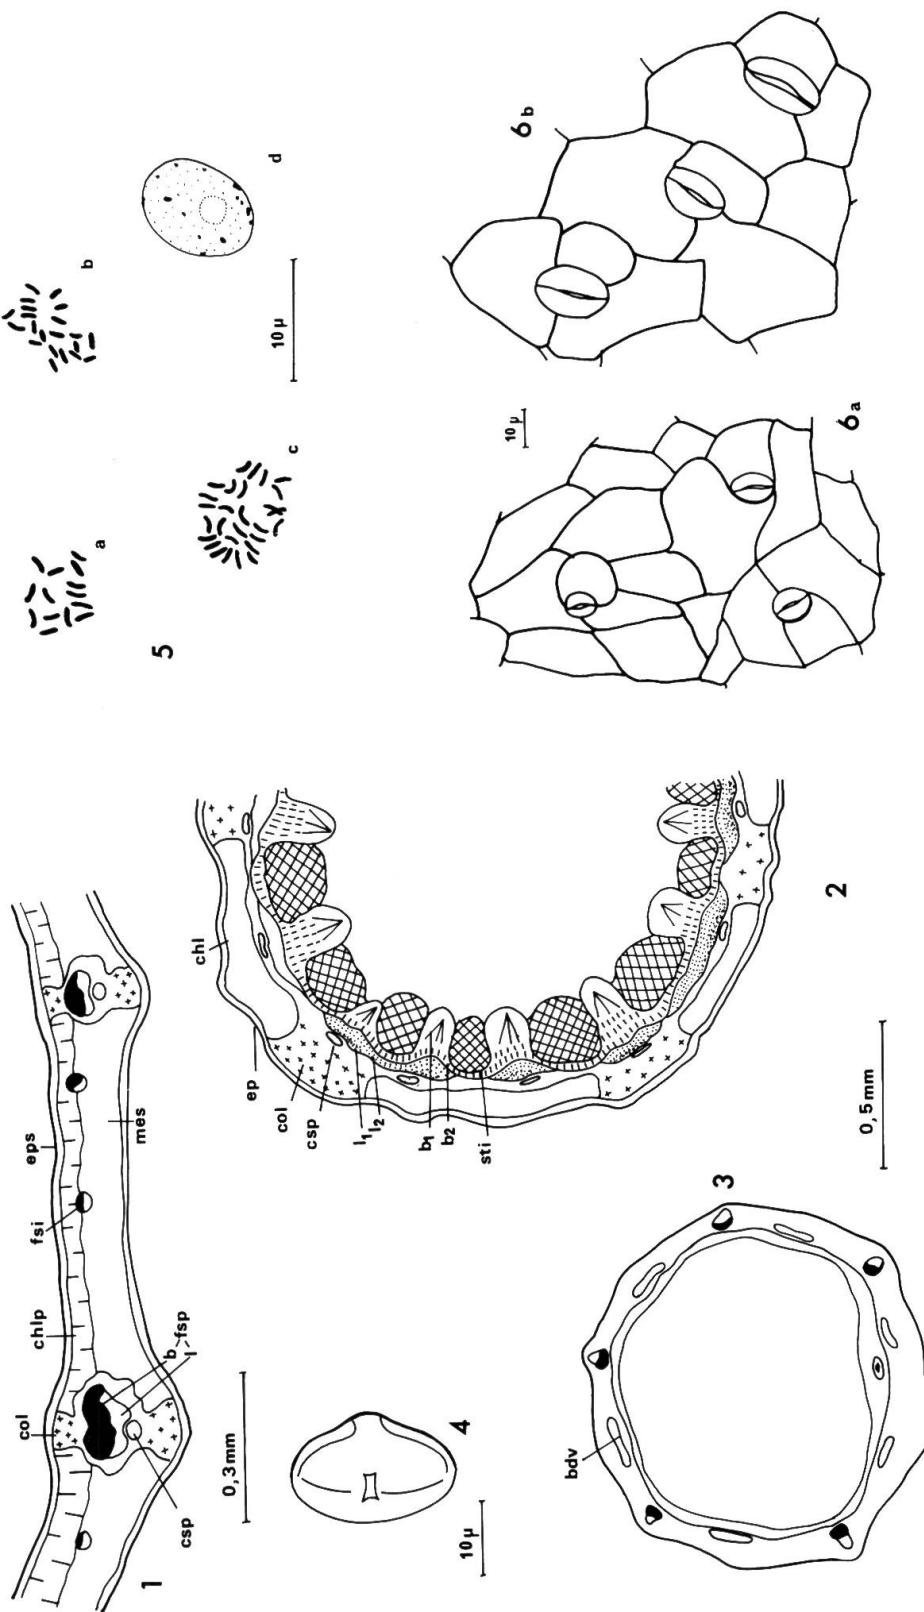 col
chlp
fsi
eps
b
l
fsp
csp
mes
1
0,3mm
chl
ep
col
csp
l1
l2
b1
b2
sti
2
0,5mm
bdv
3
4
10µ
a
b
c
d
5
10µ
10µ
6a
6b